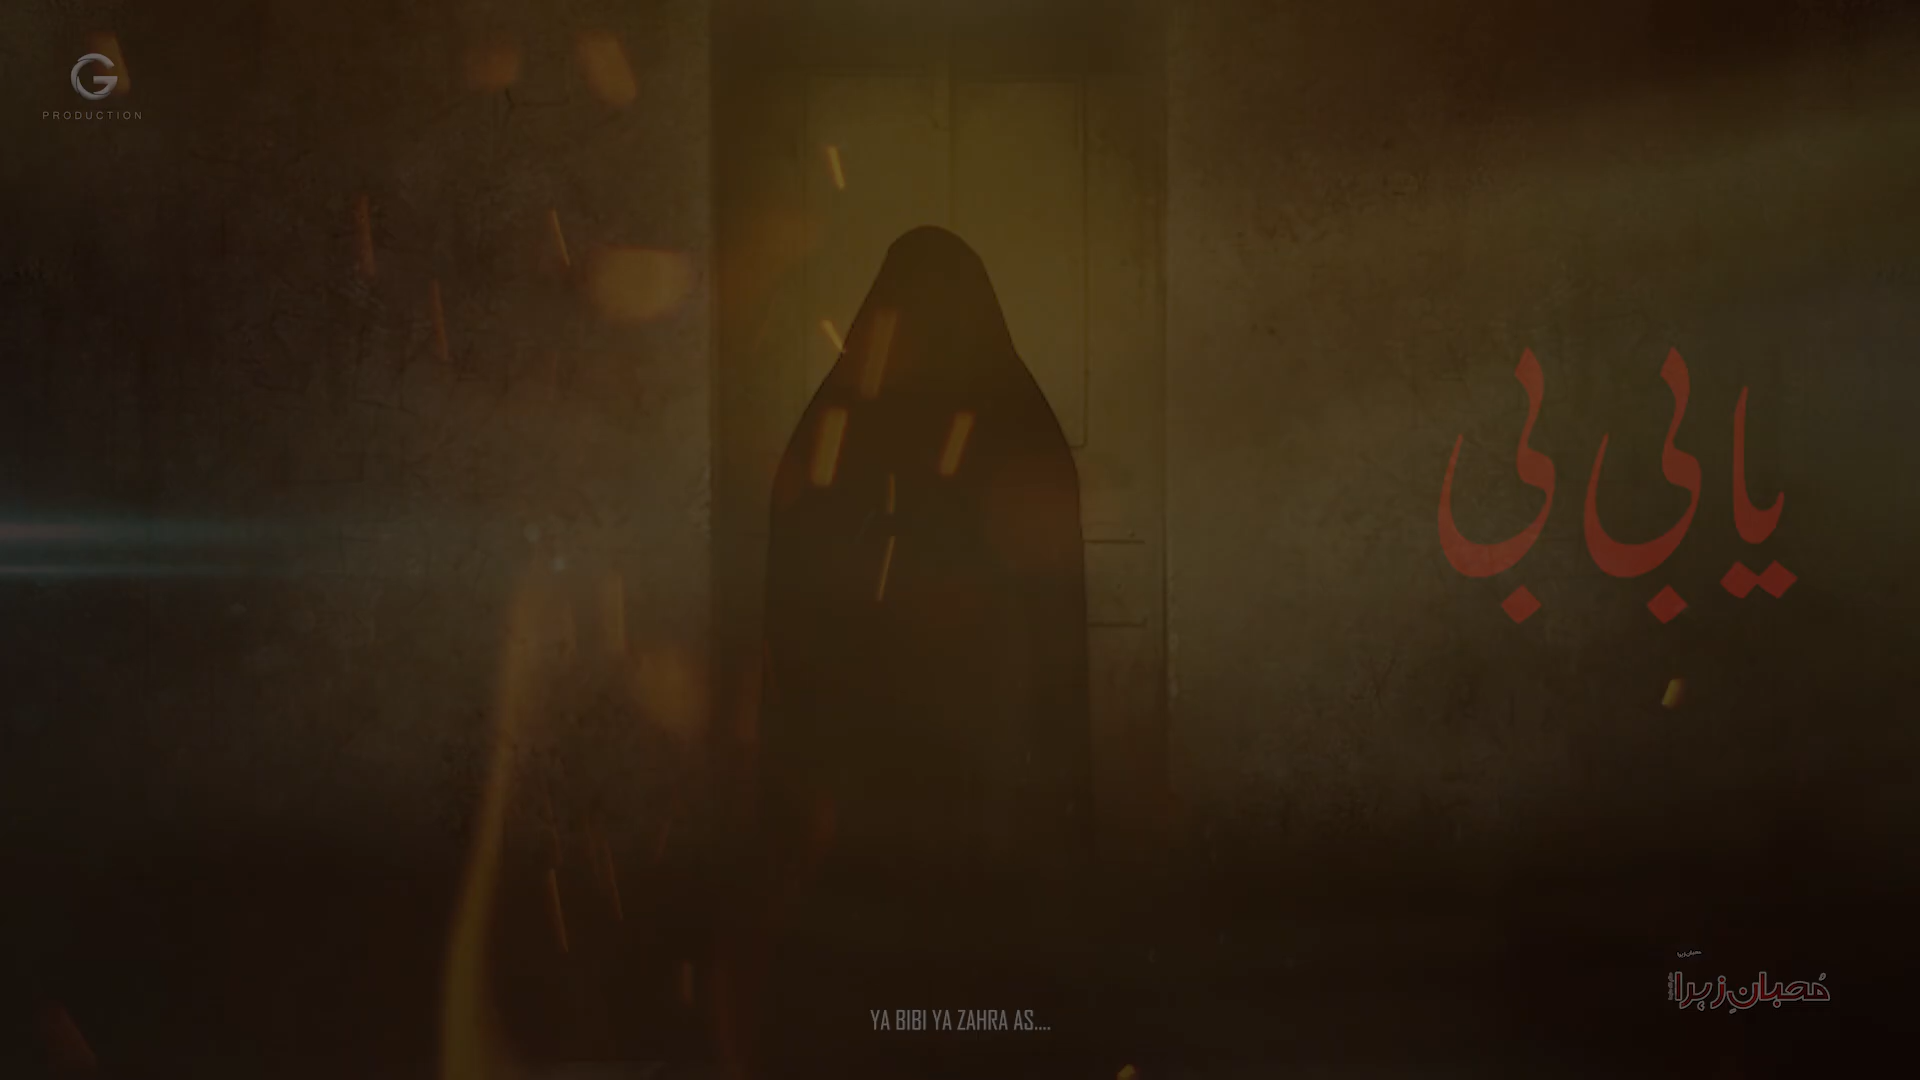 PRODUCTION
یا بی بی
محبانِ زہراؑ
YA BIBI YA ZAHRA AS....